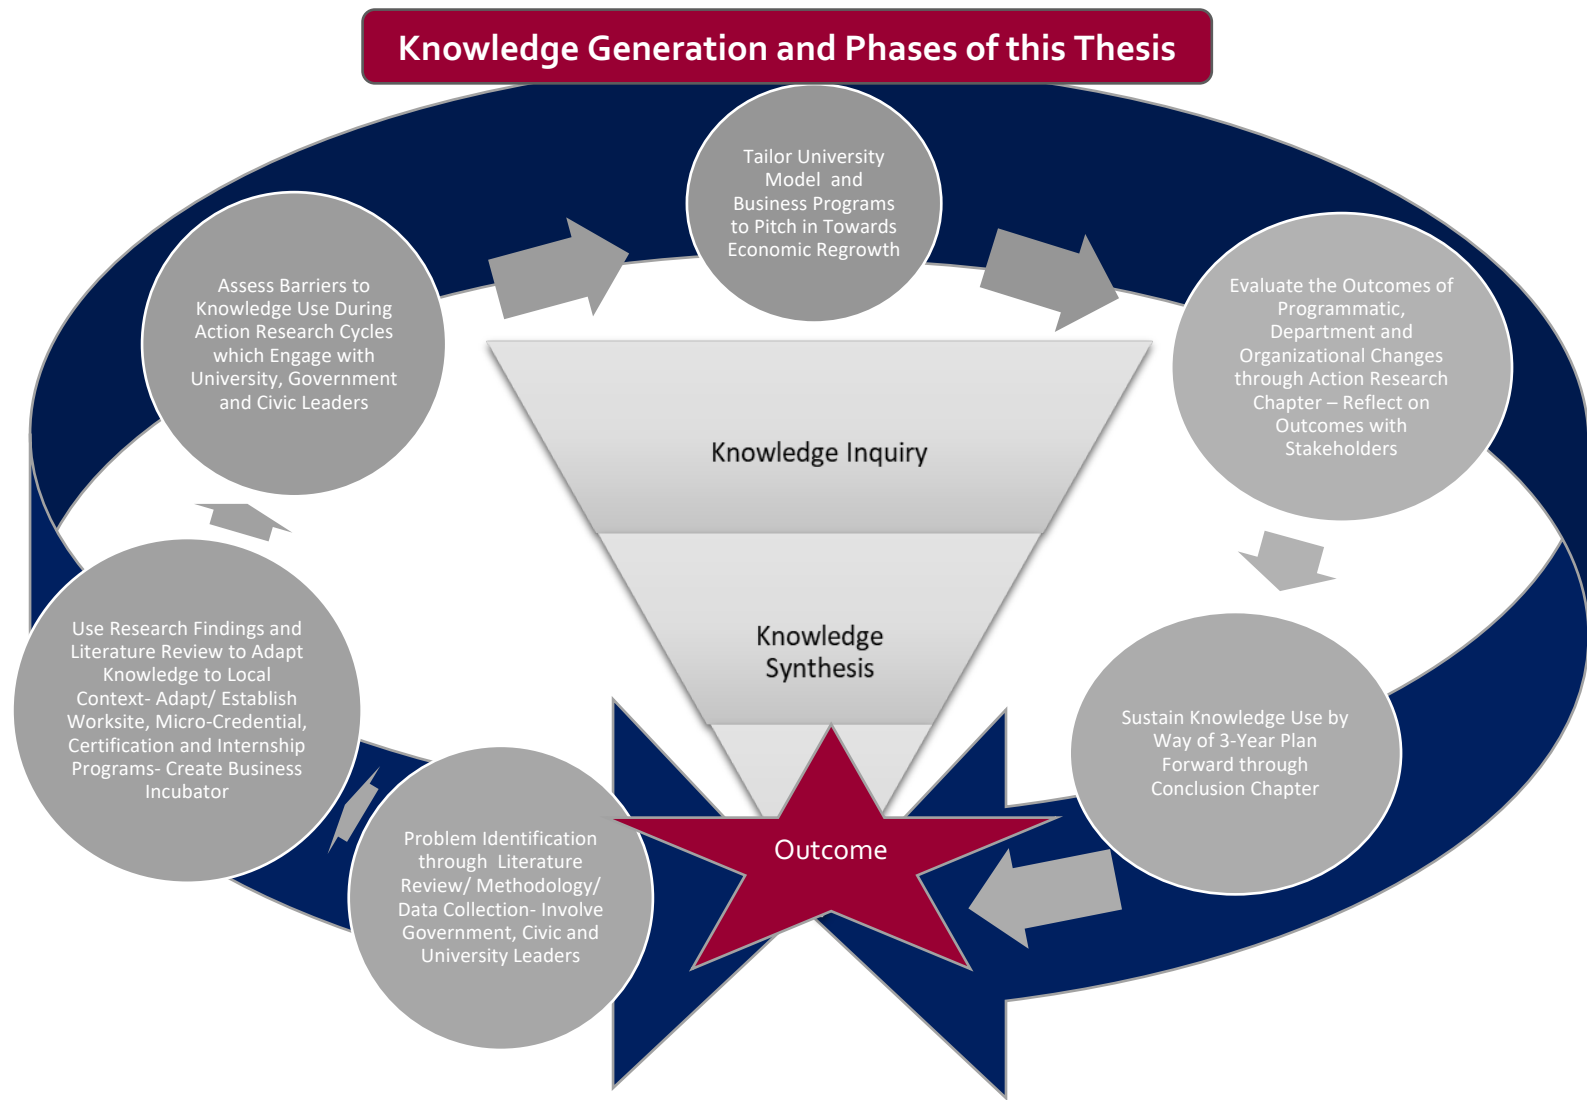 Knowledge Generation and Phases of this Thesis
Tailor University
Model and
Business Programs
to Pitch in Towards
Economic Regrowth
Assess Barriers to
Knowledge Use During
Action Research Cycles
which Engage with
University, Government
and Civic Leaders
Evaluate the Outcomes of
Programmatic,
Department and
Organizational Changes
through Action Research
Chapter – Reflect on
Outcomes with
Stakeholders
Knowledge Inquiry
Knowledge
Synthesis
Use Research Findings and
Literature Review to Adapt
Knowledge to Local
Context- Adapt/ Establish
Worksite, Micro-Credential,
Certification and Internship
Programs- Create Business
Incubator
Sustain Knowledge Use by
Way of 3-Year Plan
Forward through
Conclusion Chapter
Problem Identification
through Literature
Review/ Methodology/
Data Collection- Involve
Government, Civic and
University Leaders
Outcome